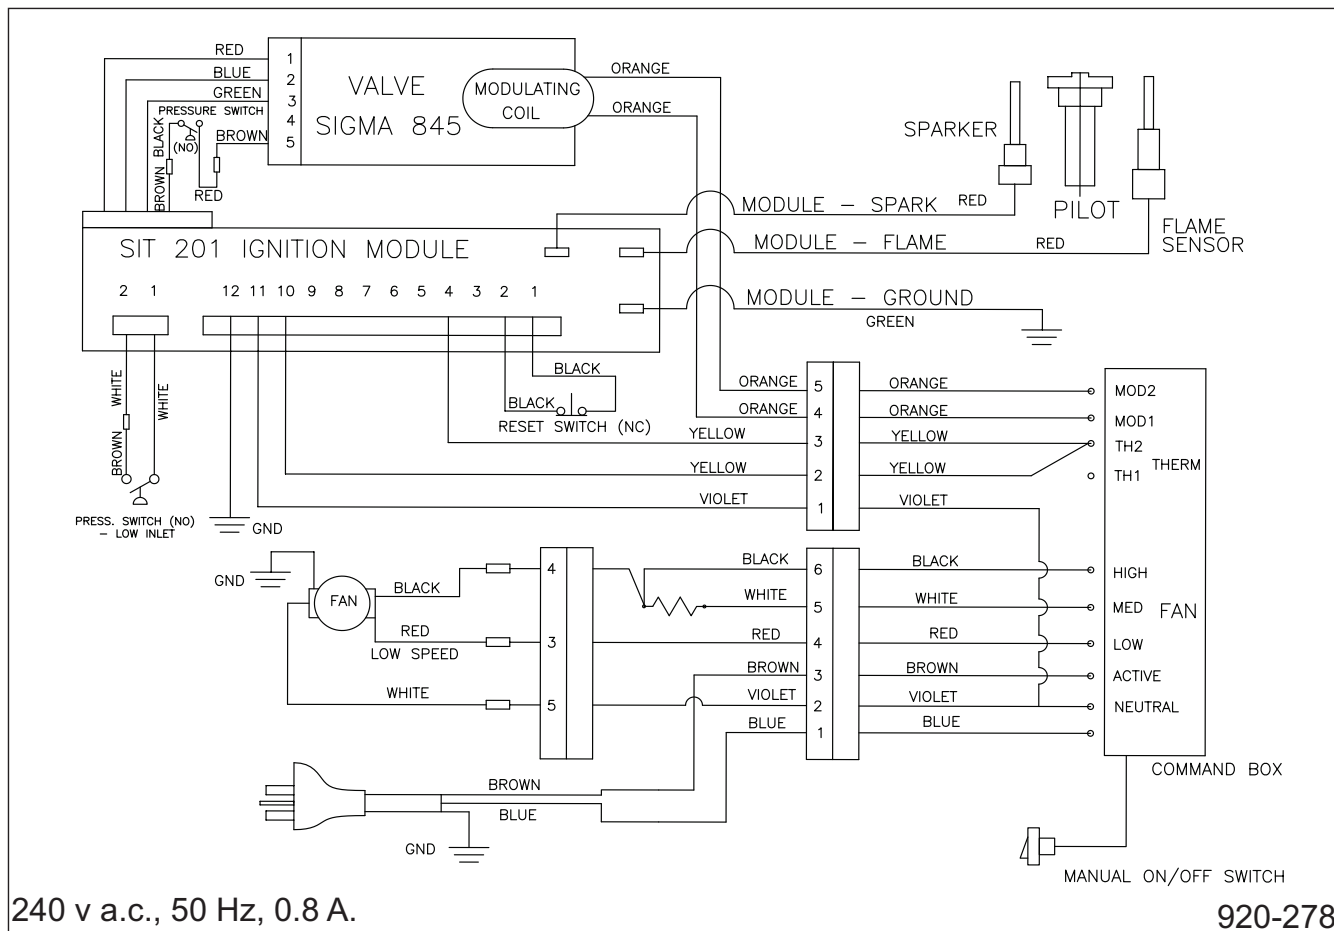 RED
BLUE
GREEN
PRESSURE SWITCH
(NO)
BROWN
BROWN BLACK
RED
1
2
3
4
5
VALVE
SIGMA 845
MODULATING
COIL
ORANGE
ORANGE
SPARKER
PILOT
FLAME
SENSOR
MODULE - SPARK RED
MODULE - FLAME RED
MODULE - GROUND
GREEN
SIT 201 IGNITION MODULE
2 1 12 11 10 9 8 7 6 5 4 3 2 1
WHITE
BROWN
WHITE
PRESS. SWITCH (NO)
- LOW INLET
GND
BLACK
BLACK
RESET SWITCH (NC)
ORANGE 5 ORANGE MOD2
ORANGE 4 ORANGE MOD1
YELLOW 3 YELLOW TH2
THERM
YELLOW 2 YELLOW TH1
VIOLET 1 VIOLET
GND
FAN
BLACK 4
RED 3
LOW SPEED
WHITE 5
BLACK 6 BLACK HIGH
WHITE 5 WHITE MED
FAN
RED 4 RED LOW
BROWN 3 BROWN ACTIVE
VIOLET 2 VIOLET NEUTRAL
BLUE 1 BLUE
COMMAND BOX
BROWN
BLUE
GND
MANUAL ON/OFF SWITCH
240 v a.c., 50 Hz, 0.8 A.
920-278